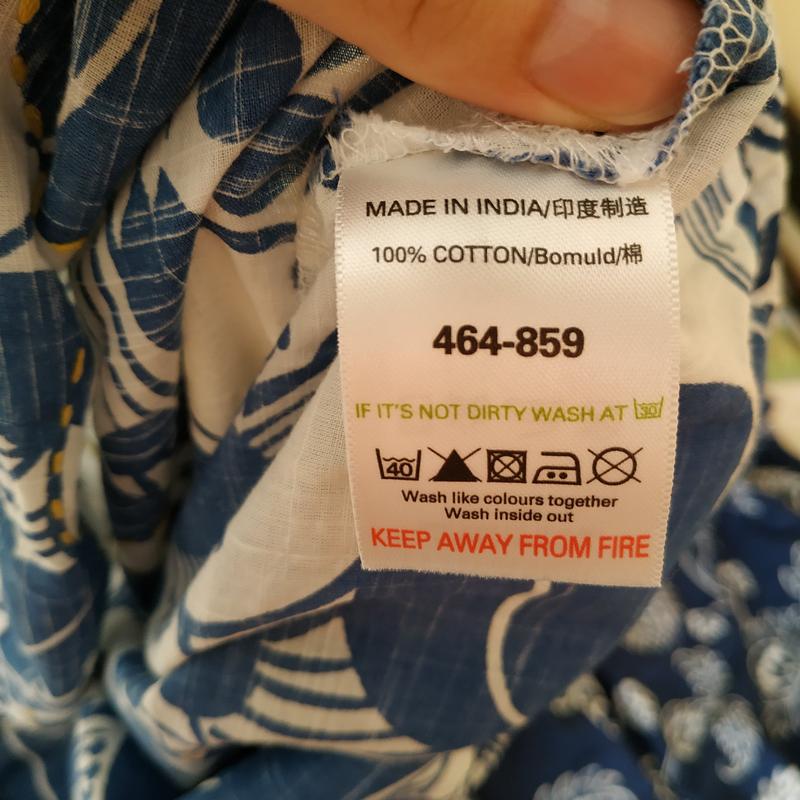 MADE IN INDIA/印度制造
100% COTTON/Bomuld/棉
464-859
IF IT'S NOT DIRTY WASH AT 30
40
Wash like colours together
Wash inside out
KEEP AWAY FROM FIRE